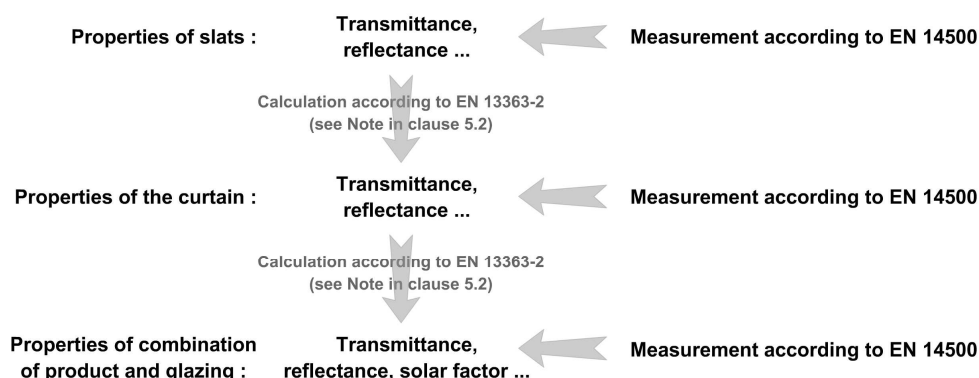 Properties of slats :
Transmittance,
reflectance ...
Measurement according to EN 14500
Calculation according to EN 13363-2
(see Note in clause 5.2)
Properties of the curtain :
Transmittance,
reflectance ...
Measurement according to EN 14500
Calculation according to EN 13363-2
(see Note in clause 5.2)
Properties of combination
of product and glazing :
Transmittance,
reflectance, solar factor ...
Measurement according to EN 14500